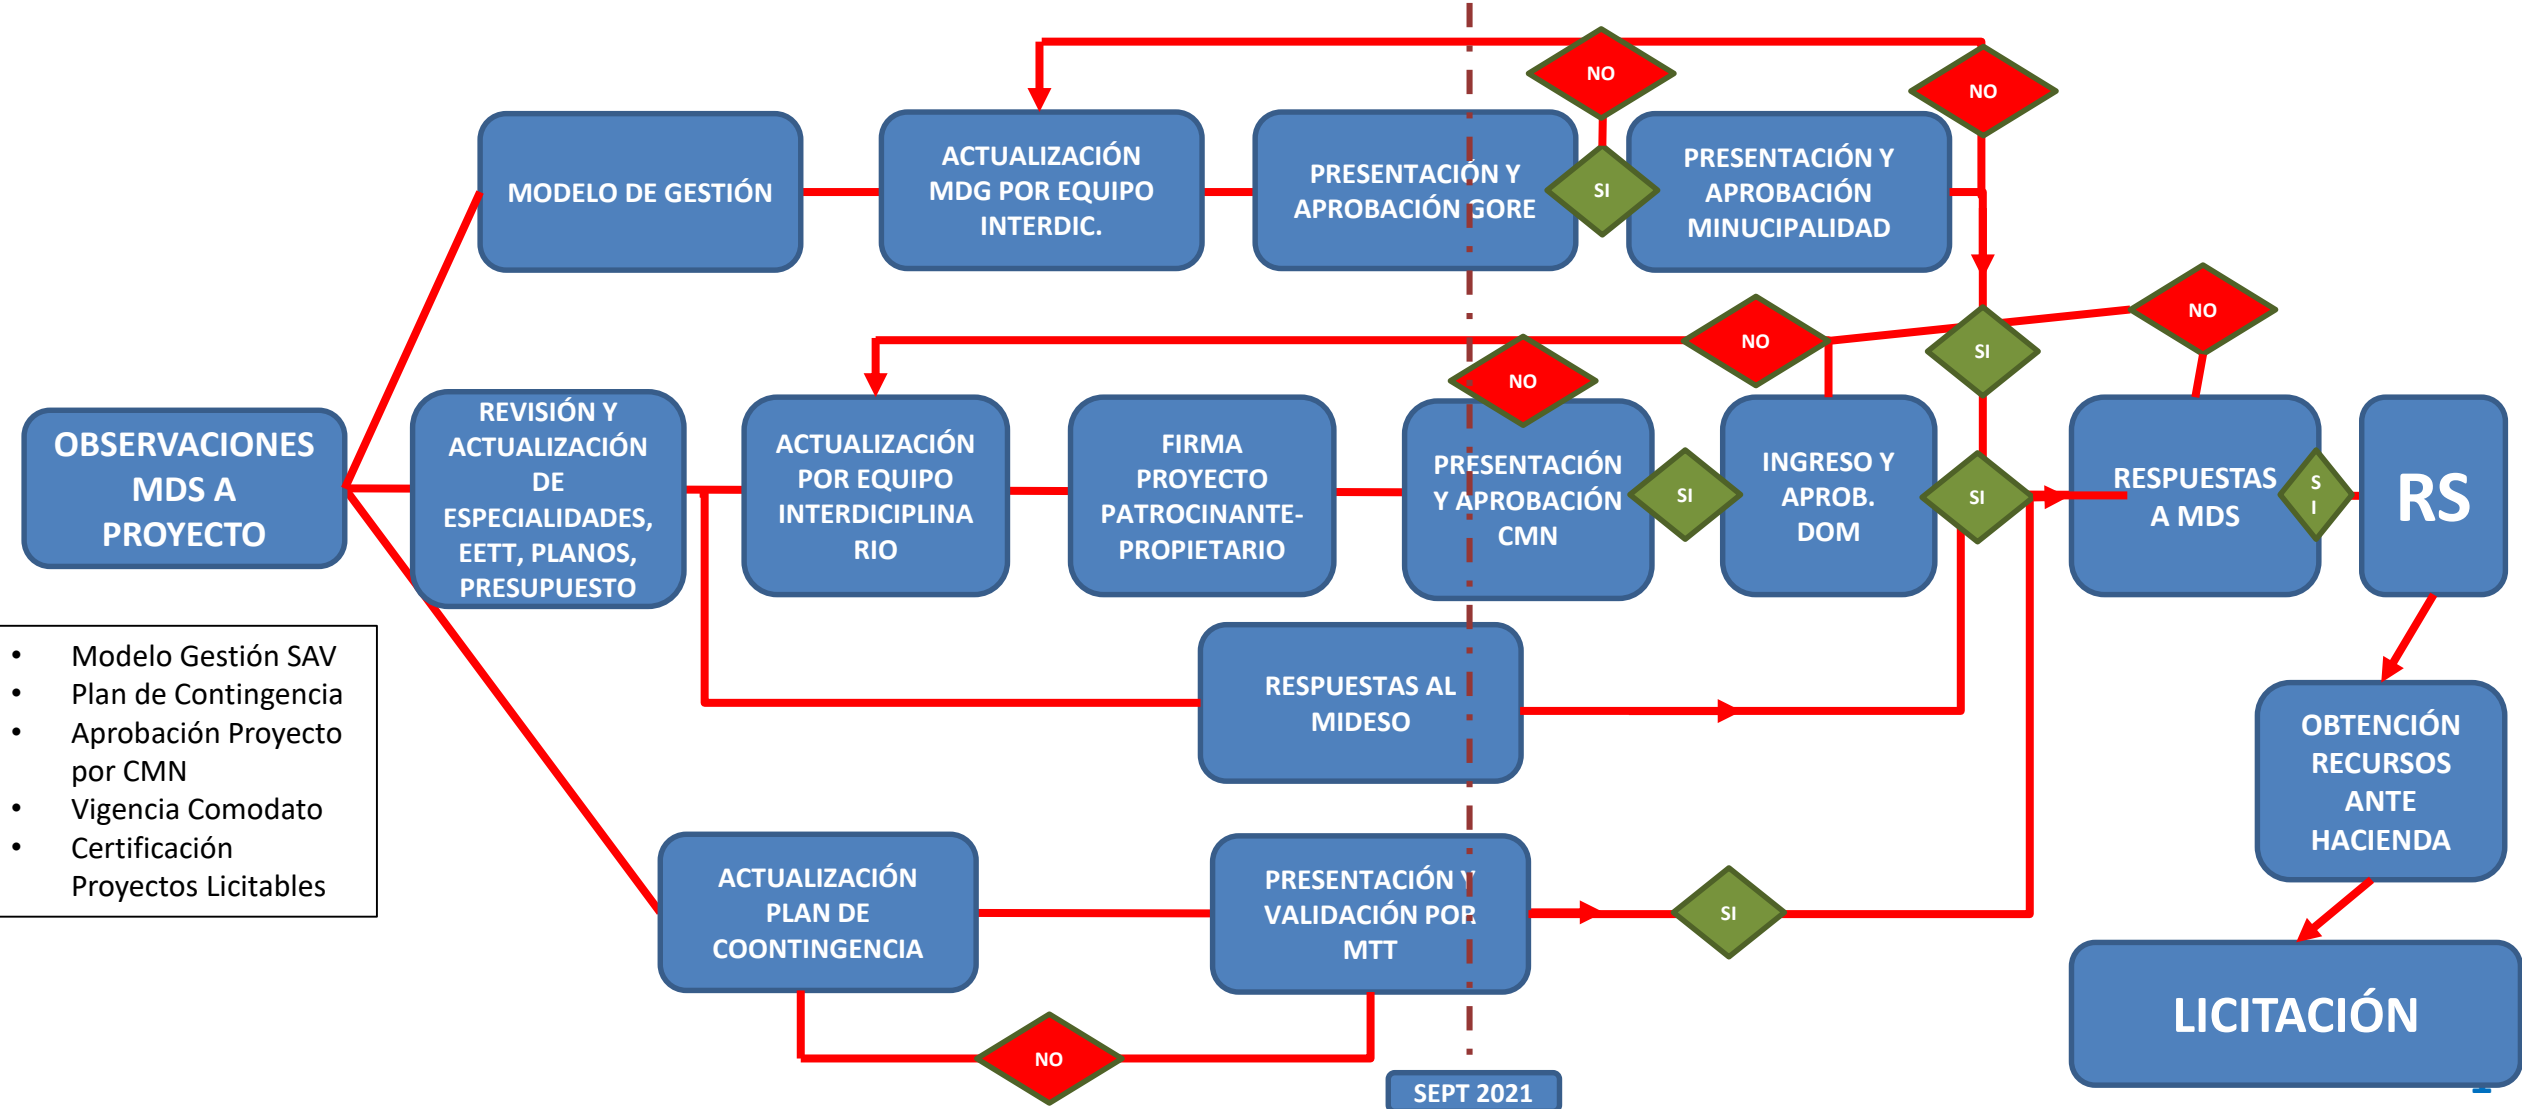 NO
NO
MODELO DE GESTIÓN
ACTUALIZACIÓN
MDG POR EQUIPO
INTERDIC.
PRESENTACIÓN Y
APROBACIÓN GORE
SI
PRESENTACIÓN Y
APROBACIÓN
MINUCIPALIDAD
NO
NO
SI
NO
OBSERVACIONES
MDS A
PROYECTO
REVISIÓN Y
ACTUALIZACIÓN
DE
ESPECIALIDADES,
EETT, PLANOS,
PRESUPUESTO
ACTUALIZACIÓN
POR EQUIPO
INTERDICIPLINA
RIO
FIRMA
PROYECTO
PATROCINANTE-
PROPIETARIO
PRESENTACIÓN
Y APROBACIÓN
CMN
SI
INGRESO Y
APROB.
DOM
SI
RESPUESTAS
A MDS
S
I
RS
• Modelo Gestión SAV
• Plan de Contingencia
• Aprobación Proyecto
por CMN
• Vigencia Comodato
• Certificación
Proyectos Licitables
RESPUESTAS AL
MIDESO
OBTENCIÓN
RECURSOS
ANTE
HACIENDA
ACTUALIZACIÓN
PLAN DE
COONTINGENCIA
PRESENTACIÓN Y
VALIDACIÓN POR
MTT
SI
LICITACIÓN
NO
SEPT 2021